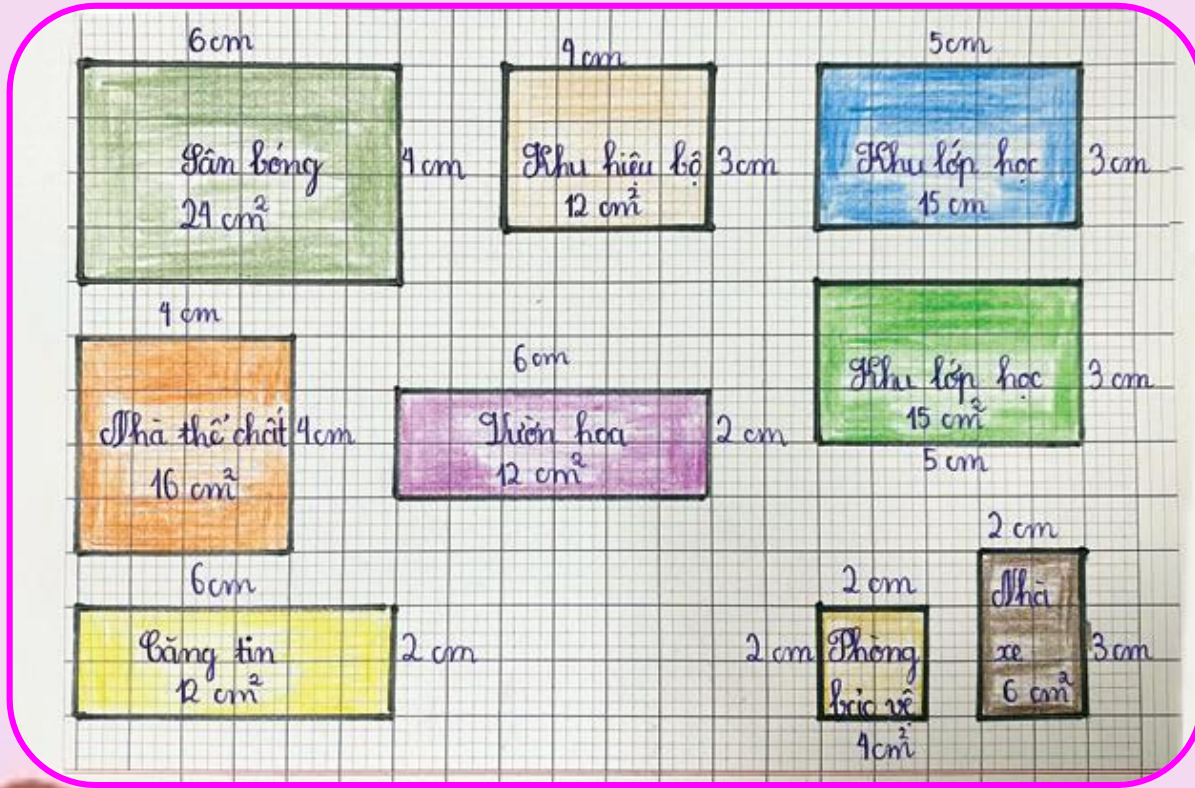 6cm
4cm
5cm
Sân bóng
24 cm²
4cm
Khu hiệu bộ
12 cm²
3cm
Khu lớp học
15 cm
3cm
4 cm
Nhà thể chất
16 cm²
4cm
6cm
Vườn hoa
12 cm²
2 cm
Khu lớp học
15 cm²
3 cm
5 cm
6cm
Căng tin
12 cm²
2 cm
2 cm
2 cm
Phòng
bảo vệ
4cm²
2 cm
Nhà
xe
6 cm²
3cm